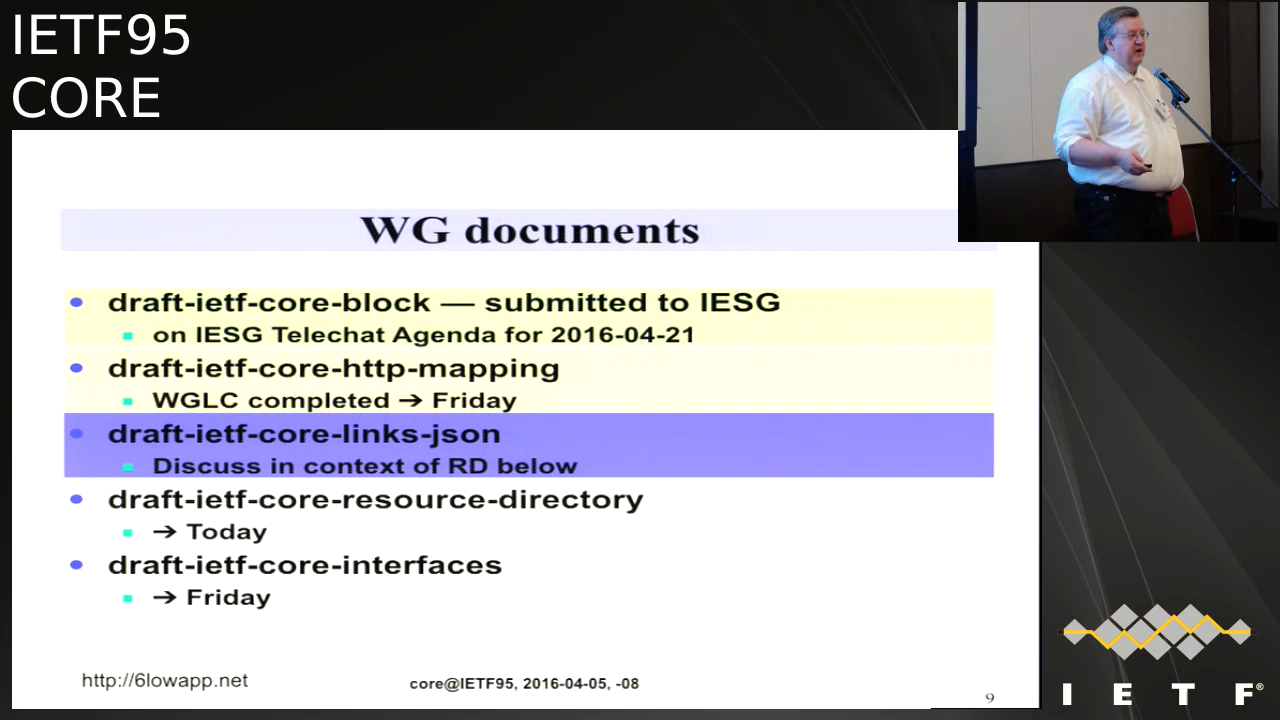 IETF95
CORE
WG documents
draft-ietf-core-block — submitted to IESG
on IESG Telechat Agenda for 2016-04-21
draft-ietf-core-http-mapping
WGLC completed → Friday
draft-ietf-core-links-json
Discuss in context of RD below
draft-ietf-core-resource-directory
→ Today
draft-ietf-core-interfaces
→ Friday
http://6lowapp.net
core@IETF95, 2016-04-05, -08
9
I E T F®